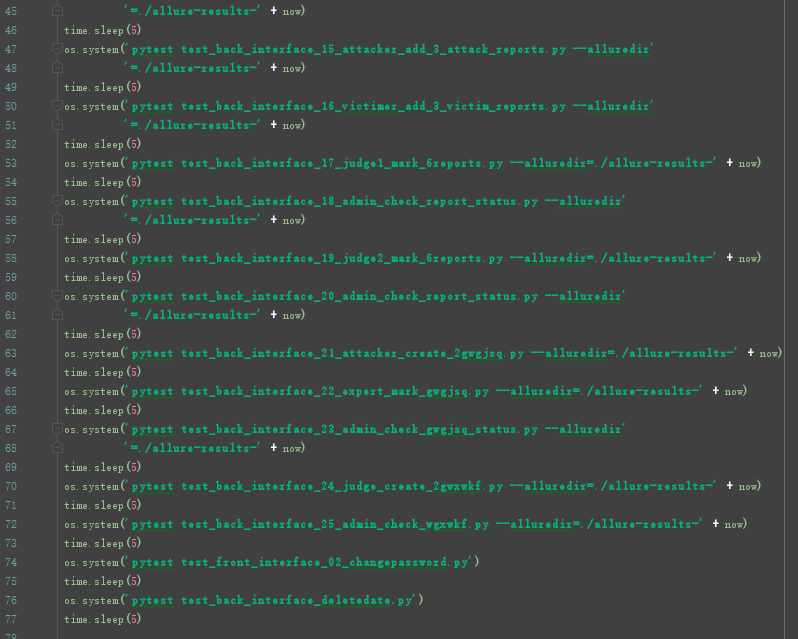 45 '=./allure-results-' + now)
46 time.sleep(5)
47 os.system('pytest test_back_interface_15_attacker_add_3_attack_reports.py --alluredir'
48 '=./allure-results-' + now)
49 time.sleep(5)
50 os.system('pytest test_back_interface_16_victimer_add_3_victim_reports.py --alluredir'
51 '=./allure-results-' + now)
52 time.sleep(5)
53 os.system('pytest test_back_interface_17_judge1_mark_6reports.py --alluredir=./allure-results-' + now)
54 time.sleep(5)
55 os.system('pytest test_back_interface_18_admin_check_report_status.py --alluredir'
56 '=./allure-results-' + now)
57 time.sleep(5)
58 os.system('pytest test_back_interface_19_judge2_mark_6reports.py --alluredir=./allure-results-' + now)
59 time.sleep(5)
60 os.system('pytest test_back_interface_20_admin_check_report_status.py --alluredir'
61 '=./allure-results-' + now)
62 time.sleep(5)
63 os.system('pytest test_back_interface_21_attacker_create_2gwgjsq.py --alluredir=./allure-results-' + now)
64 time.sleep(5)
65 os.system('pytest test_back_interface_22_expert_mark_gwgjsq.py --alluredir=./allure-results-' + now)
66 time.sleep(5)
67 os.system('pytest test_back_interface_23_admin_check_gwgjsq_status.py --alluredir'
68 '=./allure-results-' + now)
69 time.sleep(5)
70 os.system('pytest test_back_interface_24_judge_create_2gwxwkf.py --alluredir=./allure-results-' + now)
71 time.sleep(5)
72 os.system('pytest test_back_interface_25_admin_check_wgxwkf.py --alluredir=./allure-results-' + now)
73 time.sleep(5)
74 os.system('pytest test_front_interface_02_changepassword.py')
75 time.sleep(5)
76 os.system('pytest test_back_interface_deletedate.py')
77 time.sleep(5)
78